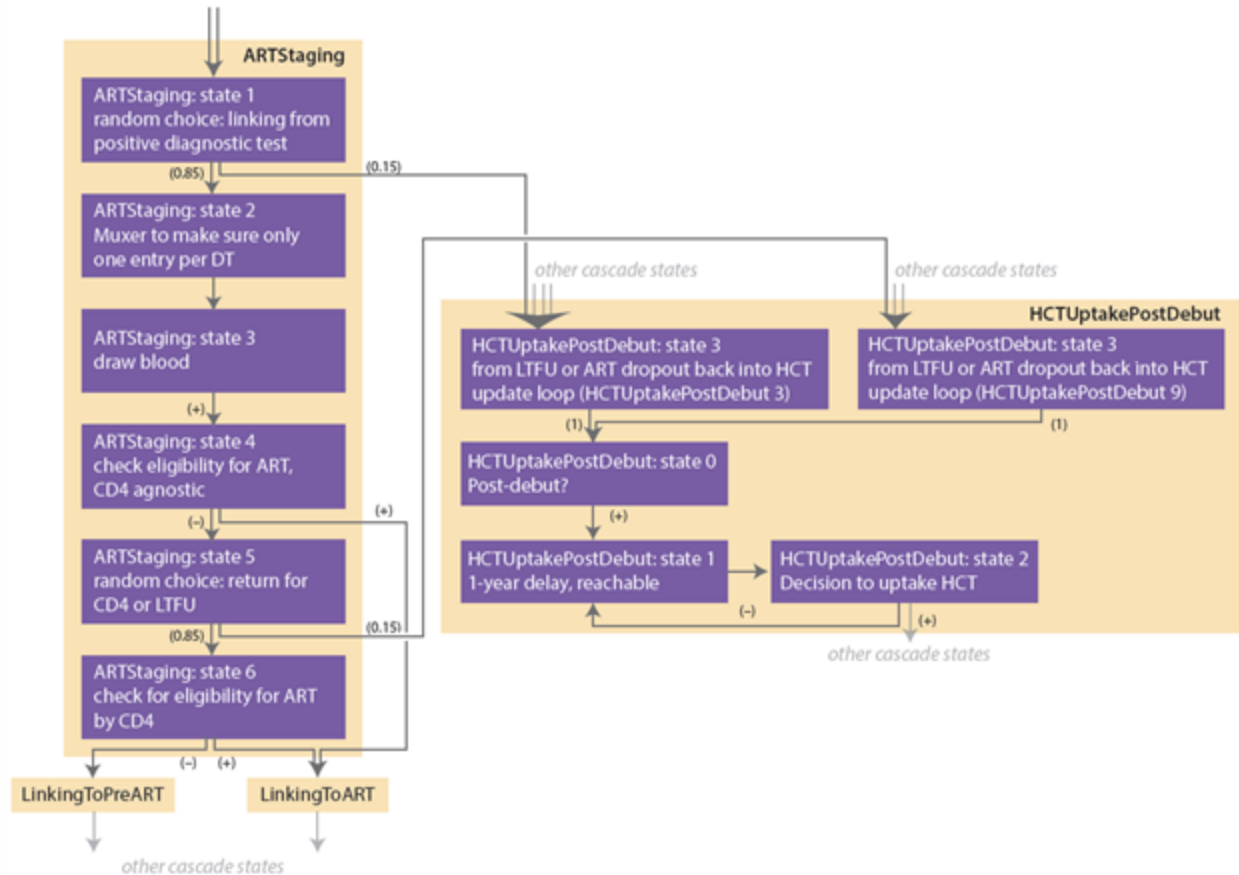 ARTStaging
ARTStaging: state 1
random choice: linking from
positive diagnostic test
(0.85)
(0.15)
ARTStaging: state 2
Muxer to make sure only
one entry per DT
ARTStaging: state 3
draw blood
(+)
ARTStaging: state 4
check eligibility for ART,
CD4 agnostic
(–)
(+)
ARTStaging: state 5
random choice: return for
CD4 or LTFU
(0.85)
(0.15)
ARTStaging: state 6
check for eligibility for ART
by CD4
(–)
(+)
LinkingToPreART
LinkingToART
other cascade states
other cascade states
other cascade states
HCTUptakePostDebut
HCTUptakePostDebut: state 3
from LTFU or ART dropout back into HCT
update loop (HCTUptakePostDebut 3)
HCTUptakePostDebut: state 3
from LTFU or ART dropout back into HCT
update loop (HCTUptakePostDebut 9)
(1)
(1)
HCTUptakePostDebut: state 0
Post-debut?
(+)
HCTUptakePostDebut: state 1
1-year delay, reachable
HCTUptakePostDebut: state 2
Decision to uptake HCT
(–)
(+)
other cascade states